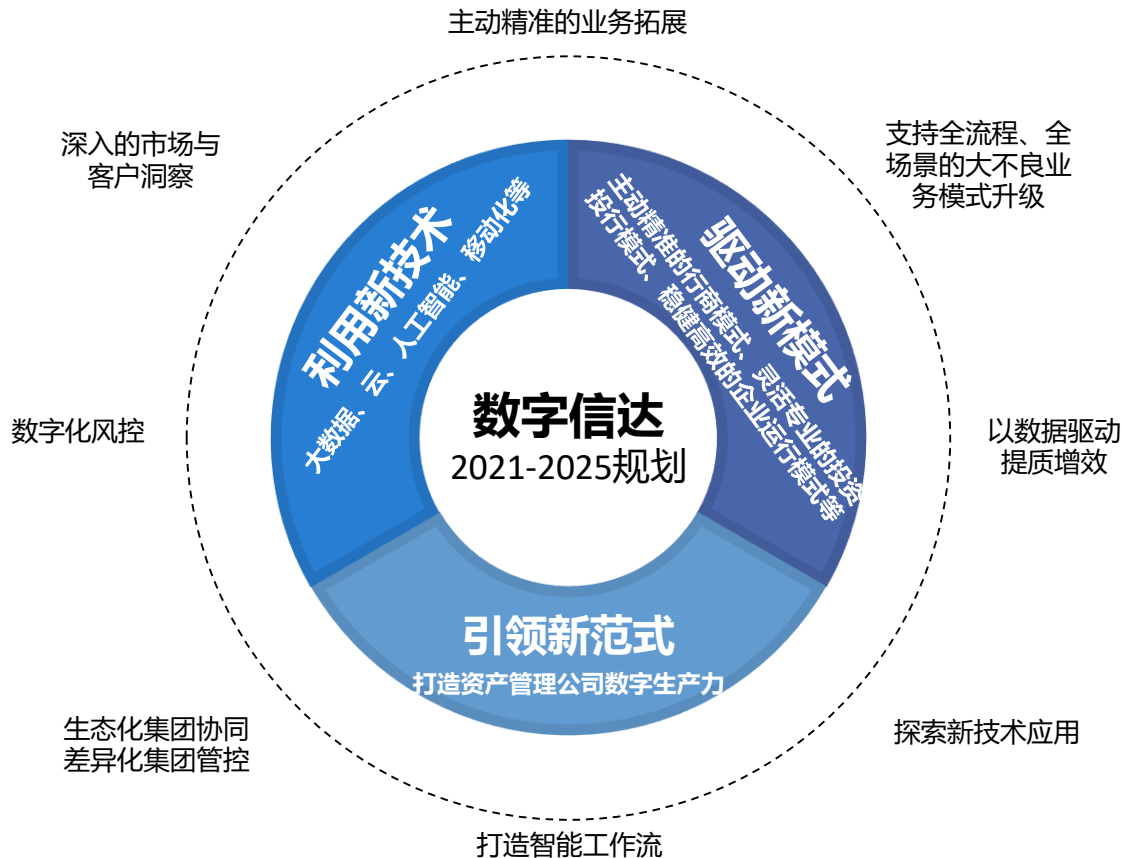 主动精准的业务拓展
深入的市场与
客户洞察
支持全流程、全
场景的大不良业
务模式升级
利用新技术
大数据、云、人工智能、移动化等
驱动新模式
主动精准的行商模式、灵活专业的投资
投行模式、稳健高效的企业运行模式等
数字信达
2021-2025规划
数字化风控
以数据驱动
提质增效
引领新范式
打造资产管理公司数字生产力
生态化集团协同
差异化集团管控
探索新技术应用
打造智能工作流